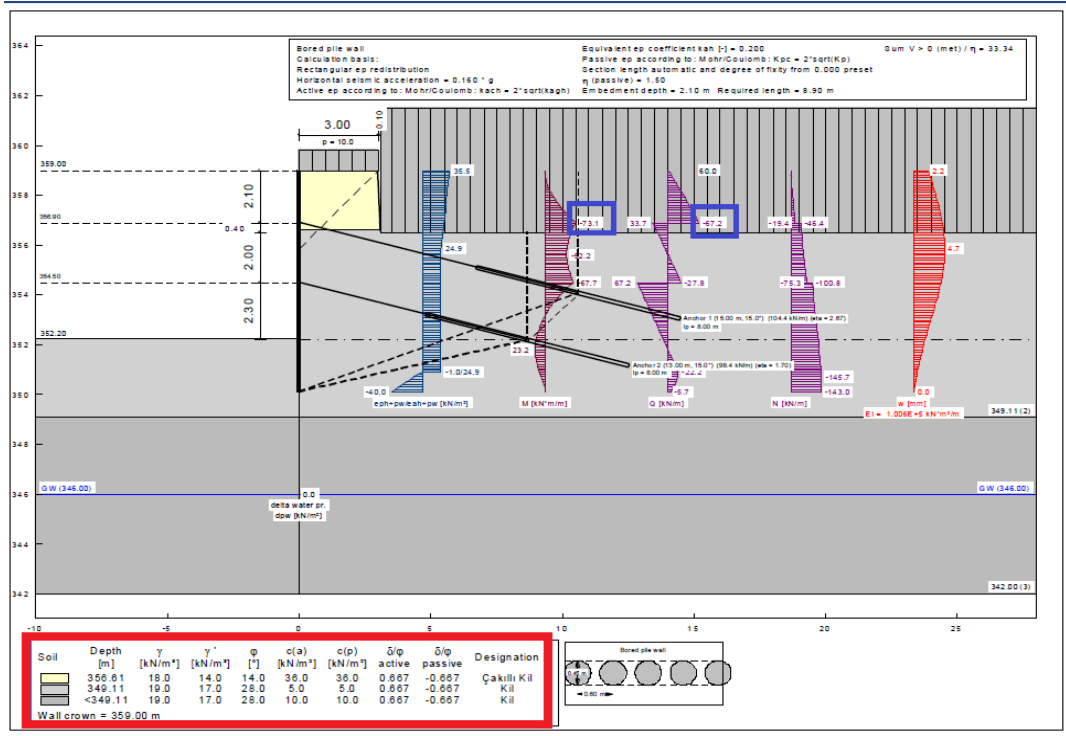 Bored pile wall
Calculation basis:
Rectangular ep redistribution
Horizontal seismic acceleration = 0.160 * g
Active ep according to: Mohr/Coulomb: kach = 2*sqrt(kagh)
Equivalent ep coefficient kah [-] = 0.200
Passive ep according to: Mohr/Coulomb: Kpc = 2*sqrt(Kp)
Section length automatic and degree of fixity from 0.000 preset
η (passive) = 1.50
Embedment depth = 2.10 m Required length = 8.90 m
Sum V > 0 (met) / η = 33.34
364
362
360
358
356
354
352
350
348
346
344
342
3.00
0.10
p = 10.0
359.00
356.90
354.50
352.20
2.10
0.40
2.00
2.30
35.5
24.9
-1.0/24.9
-40.0
eph+pw/eah+pw [kN/m²]
-73.1
-67.7
23.2
M [kN*m/m]
60.0
33.7
-67.2
67.2
-27.8
-22.2
-5.7
Q [kN/m]
-19.4
-46.4
-75.3
-100.8
-145.7
-143.0
N [kN/m]
2.2
4.7
0.0
w [mm]
EI = 1.006E+5 kN*m²/m
Anchor 1 (15.00 m, 15.0°) (104.4 kN/m) (eta = 2.67)
lp = 8.00 m
Anchor 2 (13.00 m, 15.0°) (98.4 kN/m) (eta = 1.70)
lp = 8.00 m
349.11 (2)
GW (346.00)
GW (346.00)
0.0
delta water pr.
dpw [kN/m²]
342.00 (3)
-10
-5
0
5
10
15
20
25
Soil Depth [m] γ [kN/m³] γ' [kN/m³] φ [°] c(a) [kN/m²] c(p) [kN/m²] δ/φ active δ/φ passive Designation
356.61 18.0 14.0 14.0 36.0 36.0 0.667 -0.667 Çakıllı Kil
349.11 19.0 17.0 28.0 5.0 5.0 0.667 -0.667 Kil
<349.11 19.0 17.0 28.0 10.0 10.0 0.667 -0.667 Kil
Wall crown = 359.00 m
Bored pile wall
0.60 m